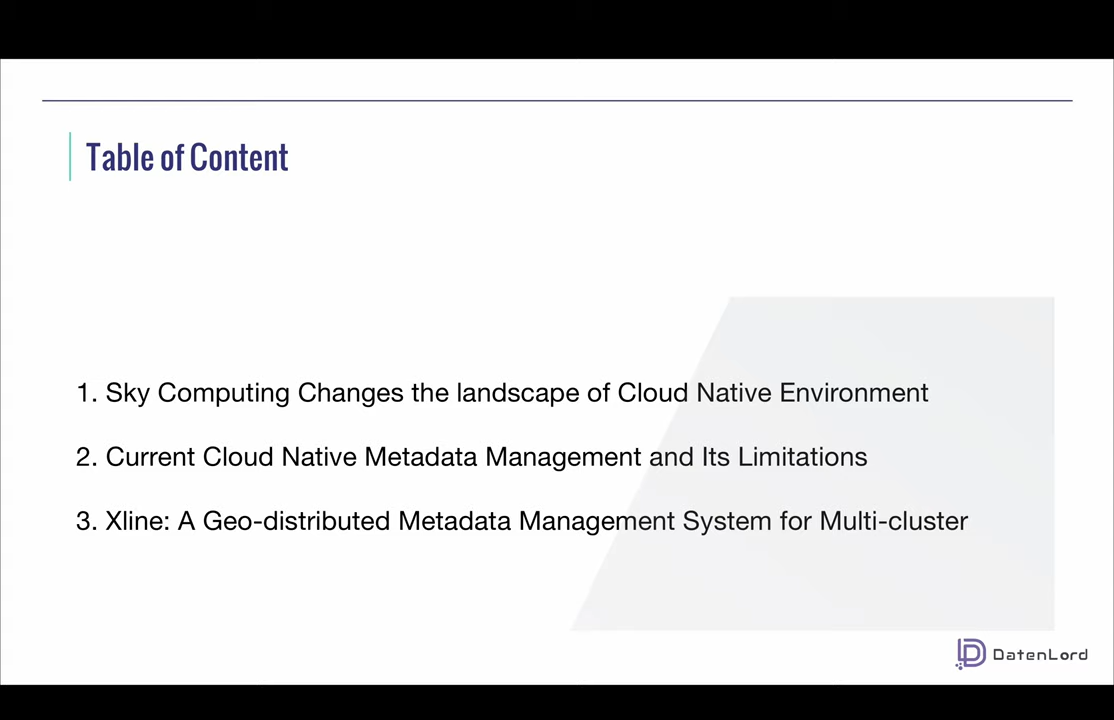 Table of Content
1. Sky Computing Changes the landscape of Cloud Native Environment
2. Current Cloud Native Metadata Management and Its Limitations
3. Xline: A Geo-distributed Metadata Management System for Multi-cluster
DatenLord